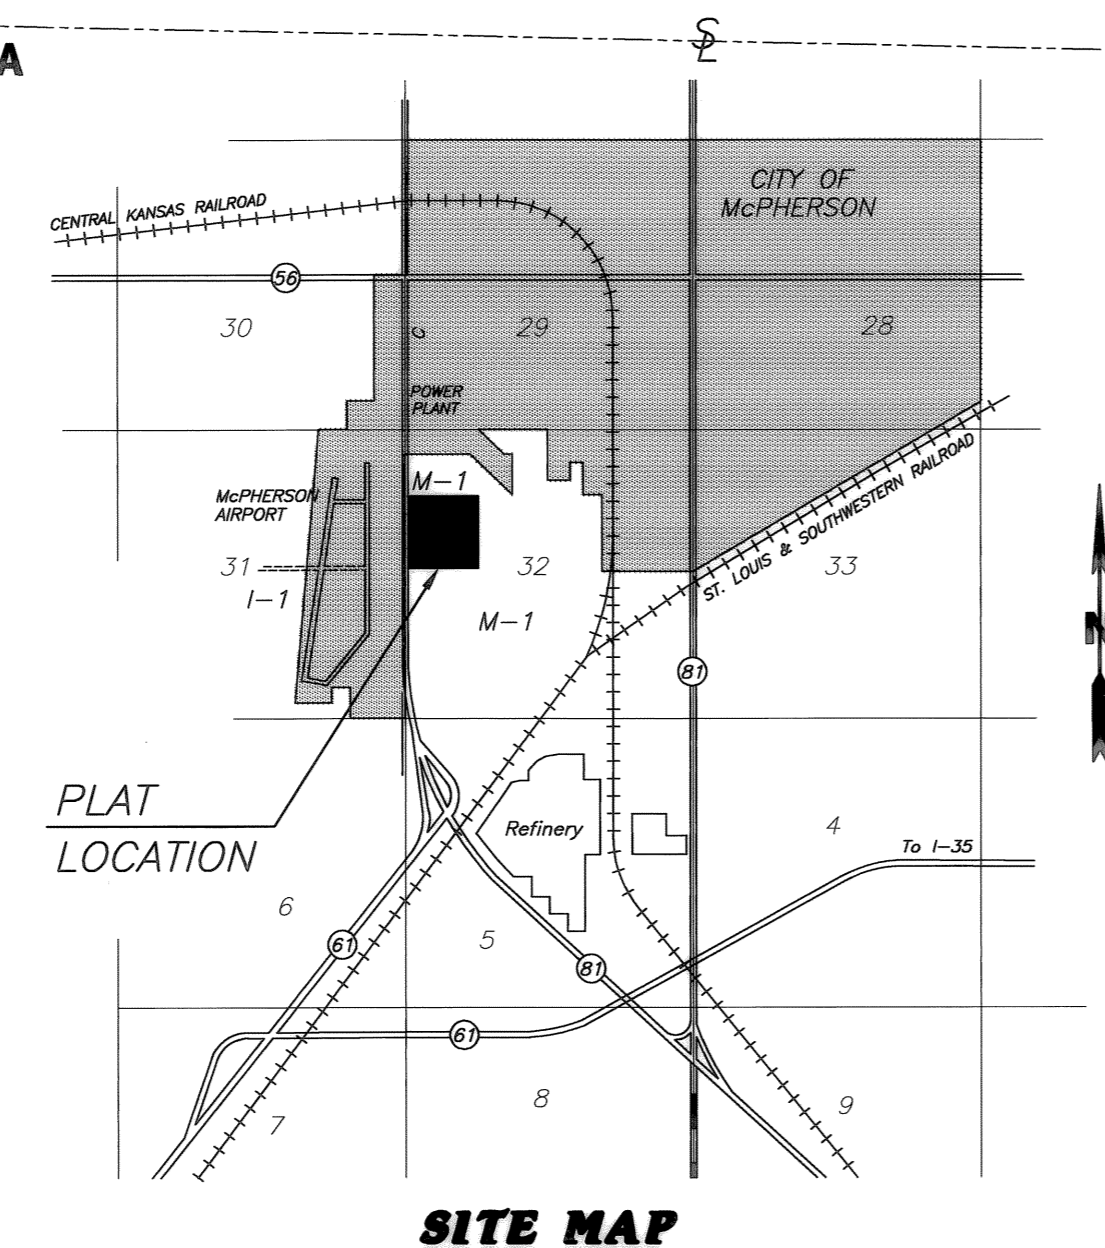 A
CITY OF
McPHERSON
CENTRAL KANSAS RAILROAD
56
30
29
28
C
POWER
PLANT
M-1
McPHERSON
AIRPORT
31
I-1
32
M-1
33
ST. LOUIS & SOUTHWESTERN RAILROAD
81
N
PLAT
LOCATION
Refinery
4
To I-35
6
5
61
81
61
7
8
9
SITE MAP